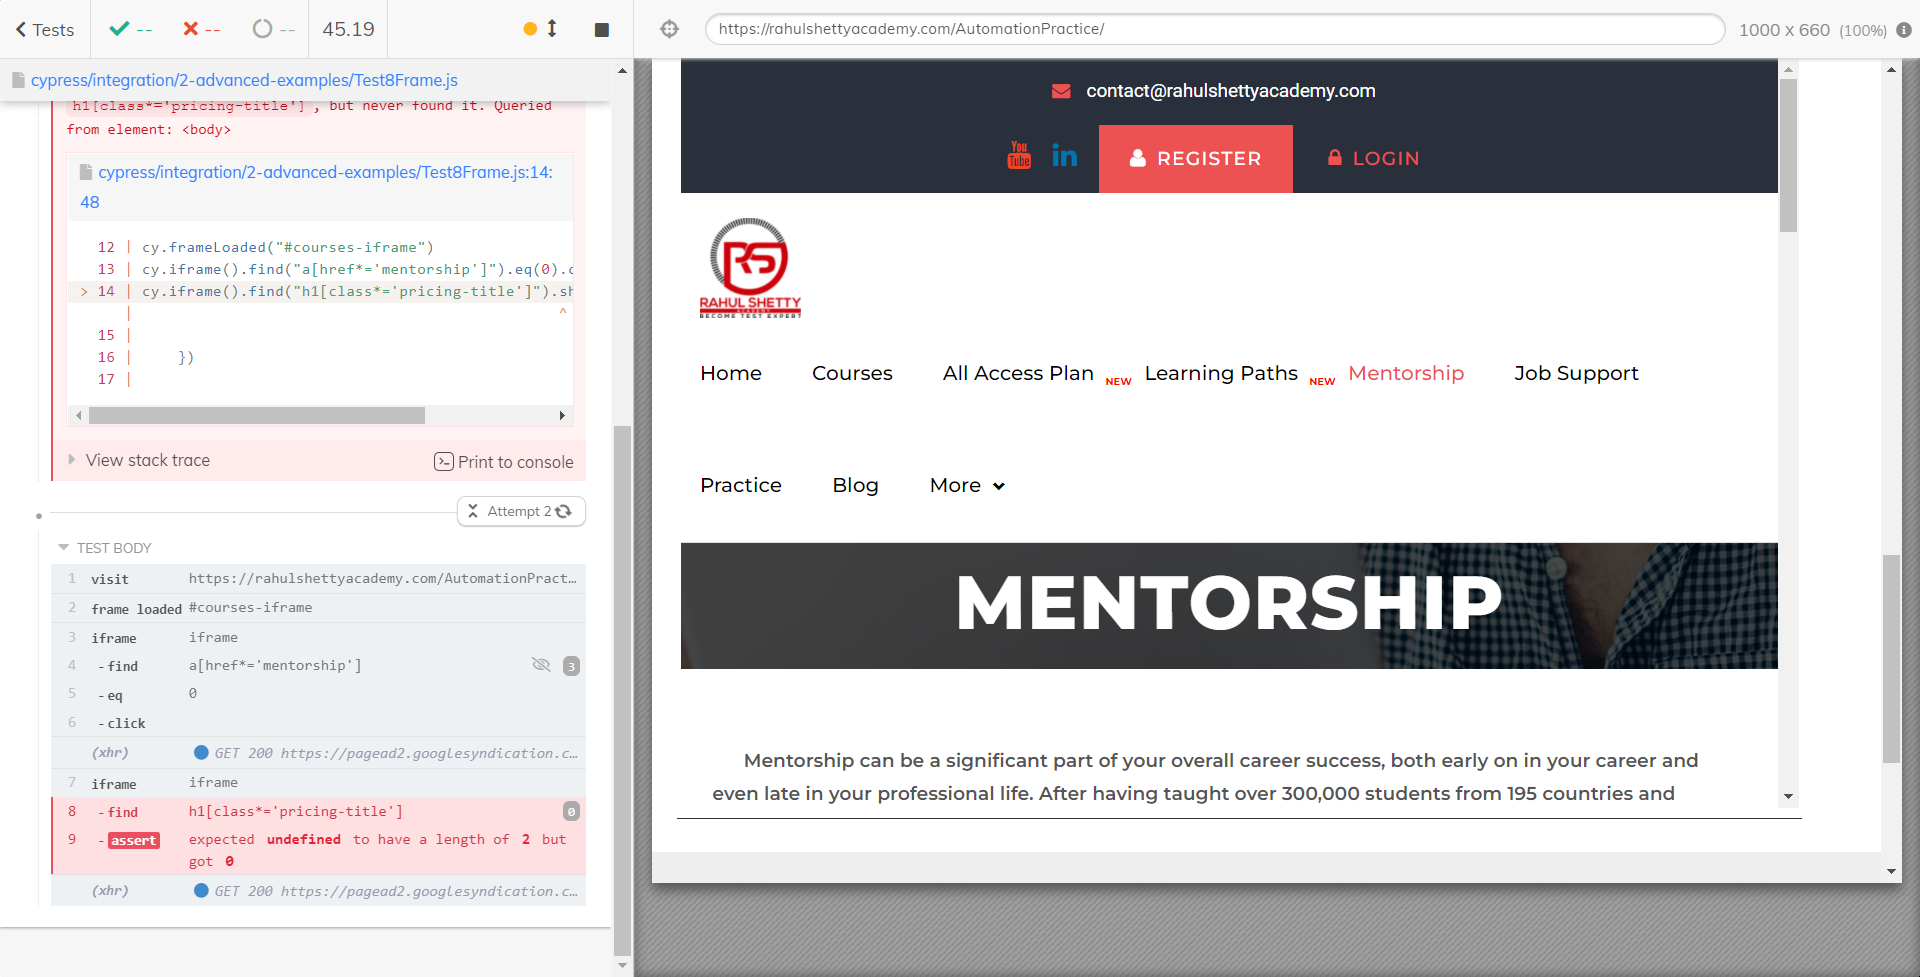 Tests
--
--
--
45.19
https://rahulshettyacademy.com/AutomationPractice/
1000 x 660 (100%)
cypress/integration/2-advanced-examples/Test8Frame.js
h1[class*='pricing-title'] , but never found it. Queried
from element: <body>
cypress/integration/2-advanced-examples/Test8Frame.js:14:
48
12 | cy.frameLoaded("#courses-iframe")
13 | cy.iframe().find("a[href*='mentorship']").eq(0).c
> 14 | cy.iframe().find("h1[class*='pricing-title']").sh
| ^
15 |
16 | })
17 |
View stack trace
Print to console
Attempt 2
TEST BODY
1 visit https://rahulshettyacademy.com/AutomationPract…
2 frame loaded #courses-iframe
3 iframe iframe
4 - find a[href*='mentorship'] 3
5 - eq 0
6 - click
(xhr) GET 200 https://pagead2.googlesyndication.c…
7 iframe iframe
8 - find h1[class*='pricing-title'] 0
9 - assert expected undefined to have a length of 2 but
got 0
(xhr) GET 200 https://pagead2.googlesyndication.c…
contact@rahulshettyacademy.com
You
Tube
in
REGISTER
LOGIN
RS
RAHUL SHETTY
ACADEMY
BECOME TEST EXPERT
Home Courses All Access Plan NEW Learning Paths NEW Mentorship Job Support
Practice Blog More
MENTORSHIP
Mentorship can be a significant part of your overall career success, both early on in your career and
even late in your professional life. After having taught over 300,000 students from 195 countries and